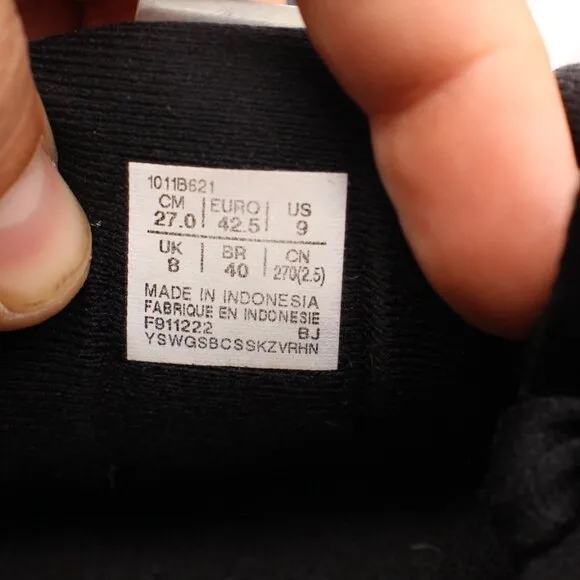 1011B621
CM 27.0 | EURO 42.5 | US 9
UK 8 | BR 40 | CN 270(2.5)
MADE IN INDONESIA
FABRIQUE EN INDONESIE
F911222 BJ
YSWGSBCSSKZVRHN